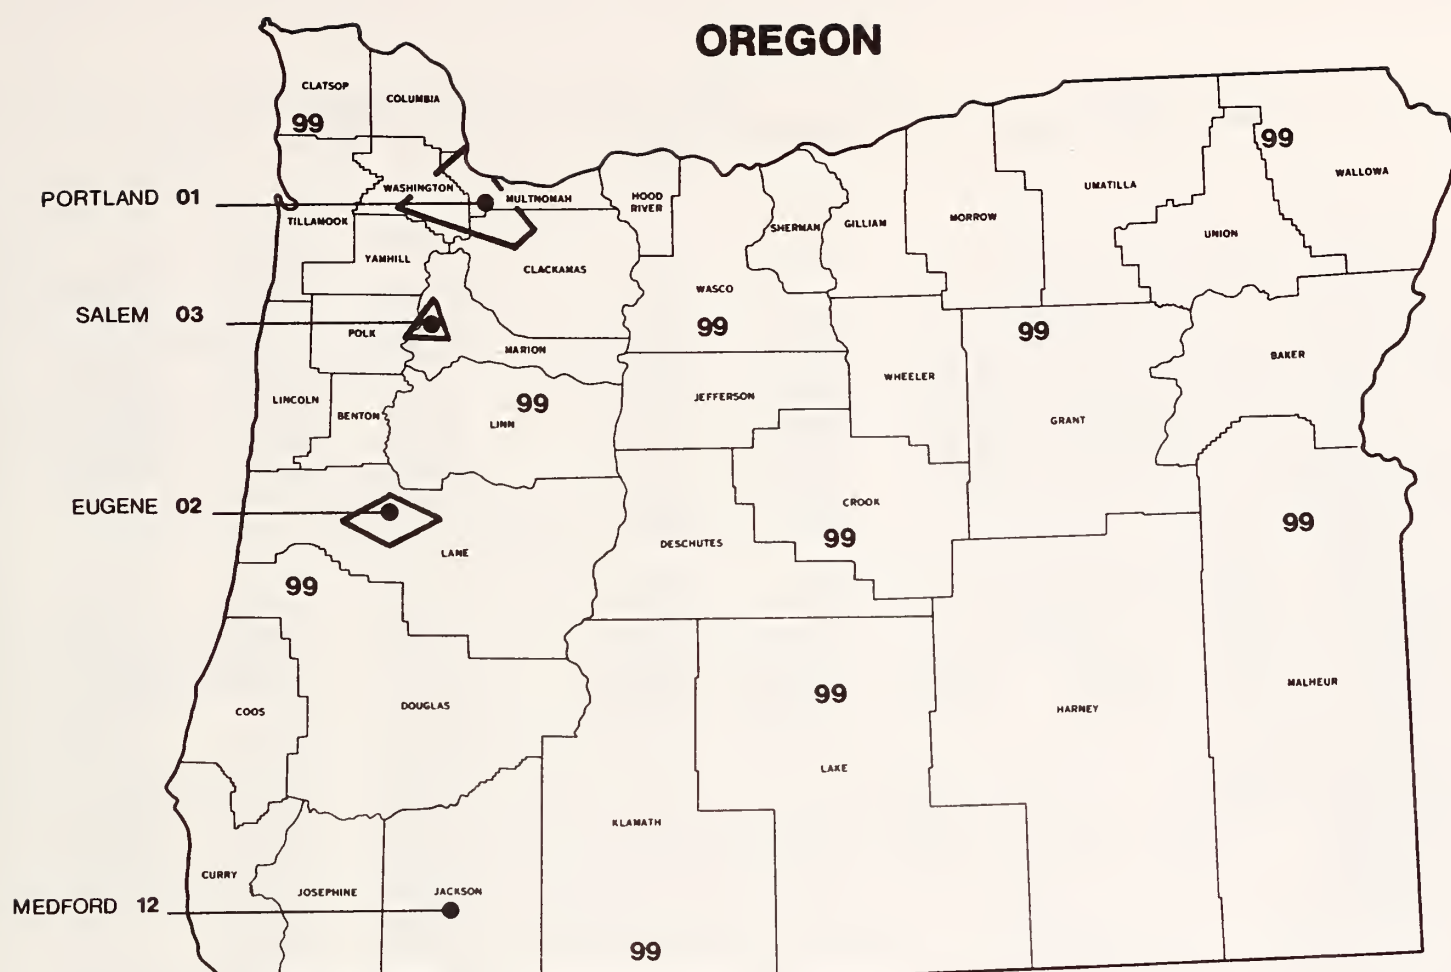 OREGON
CLATSOP
COLUMBIA
99
99
WALLOWA
UMATILLA
WASHINGTON
PORTLAND 01
MULTNOMAH
HOOD
RIVER
TILLAMOOK
SHERMAN
GILLIAM
MORROW
UNION
YAMHILL
CLACKAMAS
WASCO
SALEM 03
99
99
POLK
MARION
BAKER
WHEELER
JEFFERSON
LINCOLN
99
BENTON
LINN
GRANT
EUGENE 02
CROOK
99
99
DESCHUTES
LANE
99
99
MALHEUR
COOS
DOUGLAS
HARNEY
LAKE
KLAMATH
CURRY
JOSEPHINE
JACKSON
MEDFORD 12
99